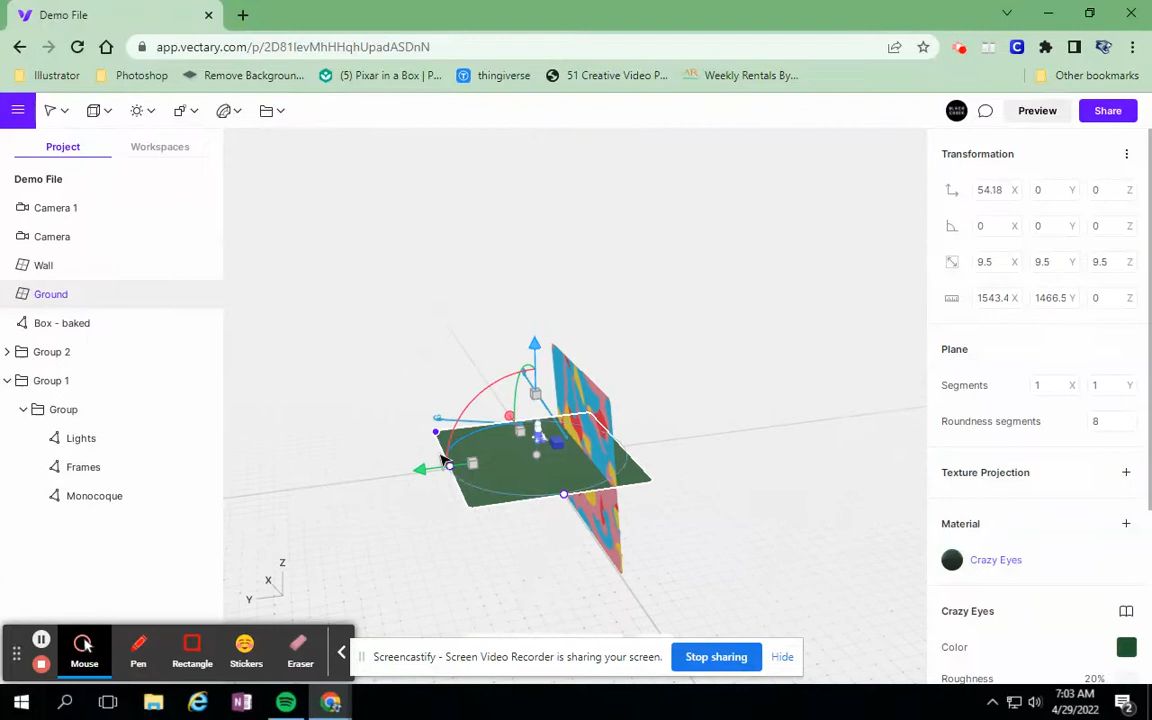 Demo File
app.vectary.com/p/2D81IevMhHHqhUpadASDnN
Illustrator
Photoshop
Remove Backgroun...
(5) Pixar in a Box | P...
thingiverse
51 Creative Video P...
Weekly Rentals By...
Other bookmarks
Preview
Share
Project
Workspaces
Demo File
Camera 1
Camera
Wall
Ground
Box - baked
Group 2
Group 1
Group
Lights
Frames
Monocoque
Transformation
54.18 X 0 Y 0 Z
0 X 0 Y 0 Z
9.5 X 9.5 Y 9.5 Z
1543.4 X 1466.5 Y 0 Z
Plane
Segments 1 X 1 Y
Roundness segments 8
Texture Projection
Material
Crazy Eyes
Crazy Eyes
Color
Roughness 20%
Z
X
Y
Mouse
Pen
Rectangle
Stickers
Eraser
Screencastify - Screen Video Recorder is sharing your screen.
Stop sharing
Hide
7:03 AM
4/29/2022
2